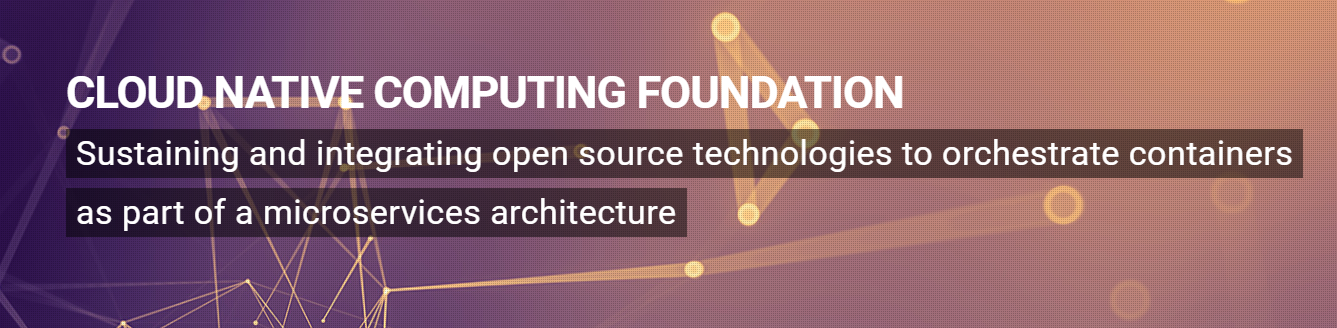 CLOUD NATIVE COMPUTING FOUNDATION
Sustaining and integrating open source technologies to orchestrate containers
as part of a microservices architecture